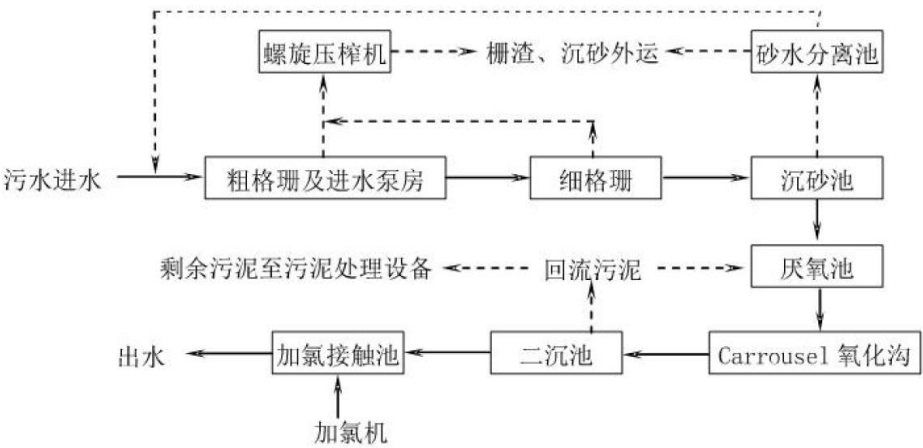 螺旋压榨机
栅渣、沉砂外运
砂水分离池
污水进水
粗格珊及进水泵房
细格珊
沉砂池
剩余污泥至污泥处理设备
回流污泥
厌氧池
出水
加氯接触池
二沉池
Carrousel 氧化沟
加氯机